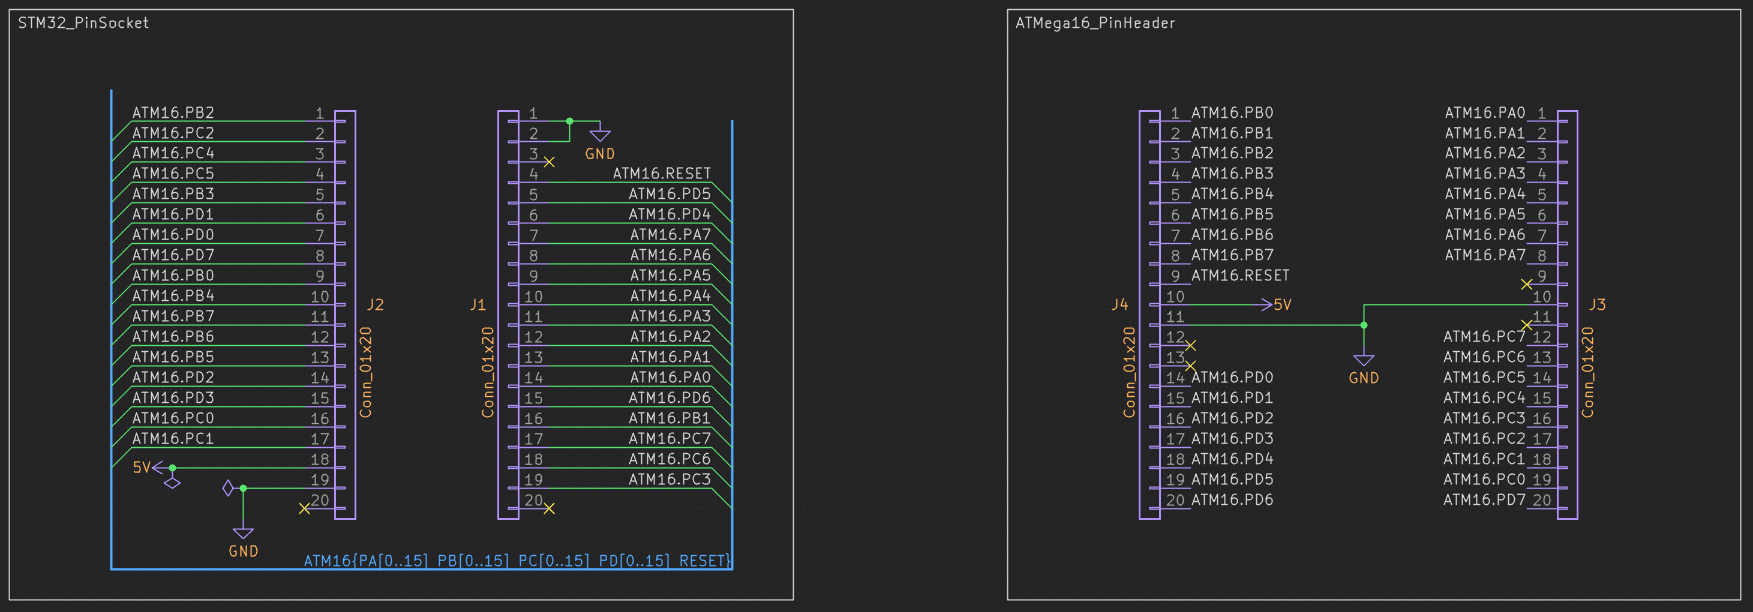 STM32_PinSocket
ATM16.PB2 1
ATM16.PC2 2
ATM16.PC4 3
ATM16.PC5 4
ATM16.PB3 5
ATM16.PD1 6
ATM16.PD0 7
ATM16.PD7 8
ATM16.PB0 9
ATM16.PB4 10
ATM16.PB7 11
ATM16.PB6 12
ATM16.PB5 13
ATM16.PD2 14
ATM16.PD3 15
ATM16.PC0 16
ATM16.PC1 17
5V 18
19
20
GND
J2
Conn_01x20
J1
Conn_01x20
1
2
GND
3
4 ATM16.RESET
5 ATM16.PD5
6 ATM16.PD4
7 ATM16.PA7
8 ATM16.PA6
9 ATM16.PA5
10 ATM16.PA4
11 ATM16.PA3
12 ATM16.PA2
13 ATM16.PA1
14 ATM16.PA0
15 ATM16.PD6
16 ATM16.PB1
17 ATM16.PC7
18 ATM16.PC6
19 ATM16.PC3
20
ATM16{PA[0..15] PB[0..15] PC[0..15] PD[0..15] RESET}
ATMega16_PinHeader
J4
Conn_01x20
1 ATM16.PB0
2 ATM16.PB1
3 ATM16.PB2
4 ATM16.PB3
5 ATM16.PB4
6 ATM16.PB5
7 ATM16.PB6
8 ATM16.PB7
9 ATM16.RESET
10 5V
11
12
13
14 ATM16.PD0
15 ATM16.PD1
16 ATM16.PD2
17 ATM16.PD3
18 ATM16.PD4
19 ATM16.PD5
20 ATM16.PD6
GND
ATM16.PA0 1
ATM16.PA1 2
ATM16.PA2 3
ATM16.PA3 4
ATM16.PA4 5
ATM16.PA5 6
ATM16.PA6 7
ATM16.PA7 8
9
10
11
ATM16.PC7 12
ATM16.PC6 13
ATM16.PC5 14
ATM16.PC4 15
ATM16.PC3 16
ATM16.PC2 17
ATM16.PC1 18
ATM16.PC0 19
ATM16.PD7 20
J3
Conn_01x20